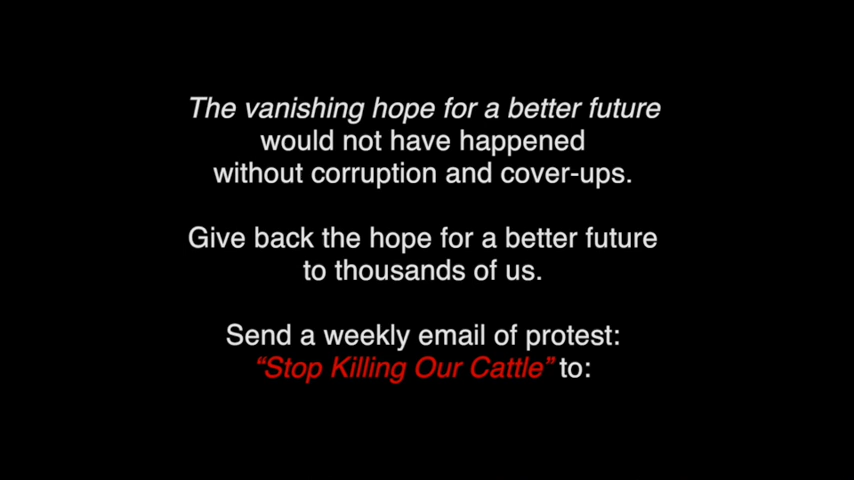 The vanishing hope for a better future
would not have happened
without corruption and cover-ups.
Give back the hope for a better future
to thousands of us.
Send a weekly email of protest:
“Stop Killing Our Cattle” to: